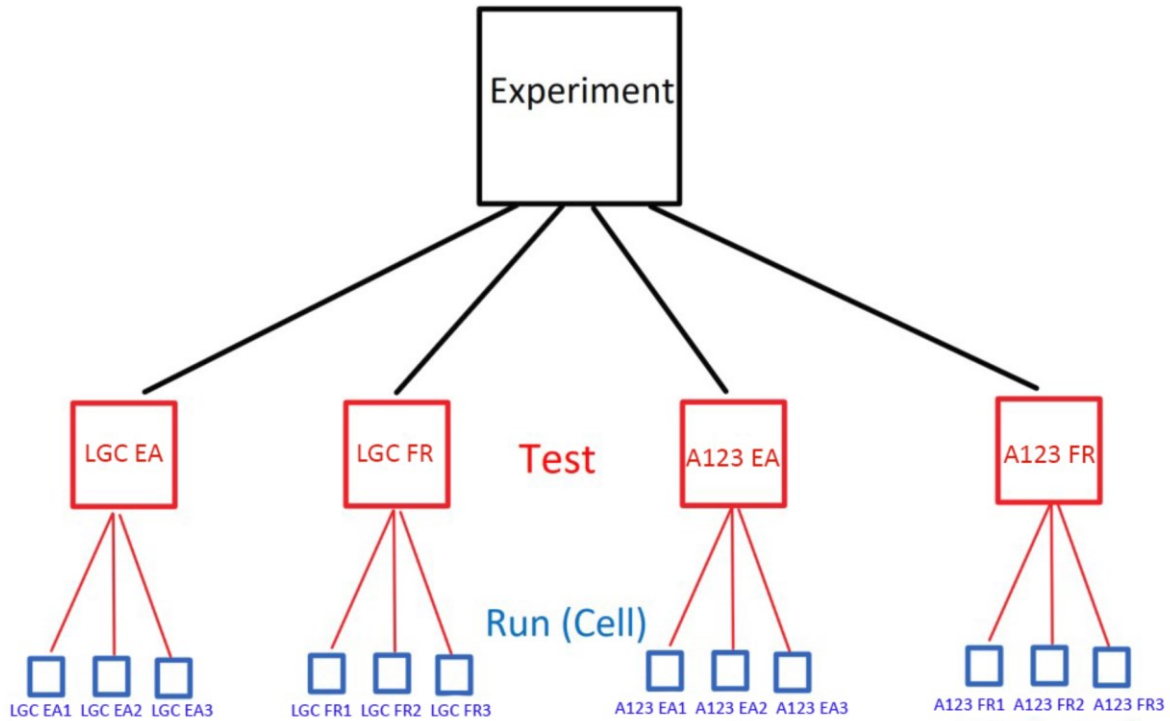 Experiment
LGC EA
LGC FR
Test
A123 EA
A123 FR
Run (Cell)
LGC EA1 LGC EA2 LGC EA3
LGC FR1 LGC FR2 LGC FR3
A123 EA1 A123 EA2 A123 EA3
A123 FR1 A123 FR2 A123 FR3